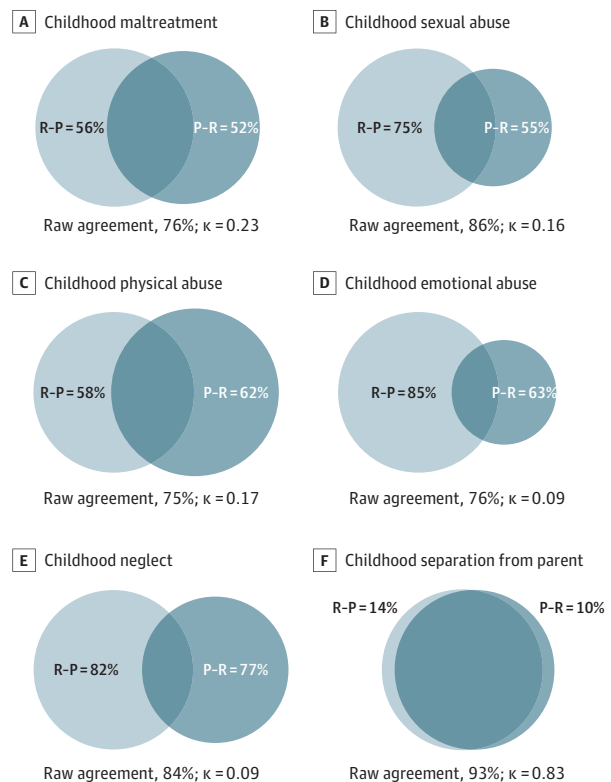 A Childhood maltreatment
R-P = 56% P-R = 52%
Raw agreement, 76%; κ = 0.23
B Childhood sexual abuse
R-P = 75% P-R = 55%
Raw agreement, 86%; κ = 0.16
C Childhood physical abuse
R-P = 58% P-R = 62%
Raw agreement, 75%; κ = 0.17
D Childhood emotional abuse
R-P = 85% P-R = 63%
Raw agreement, 76%; κ = 0.09
E Childhood neglect
R-P = 82% P-R = 77%
Raw agreement, 84%; κ = 0.09
F Childhood separation from parent
R-P = 14% P-R = 10%
Raw agreement, 93%; κ = 0.83